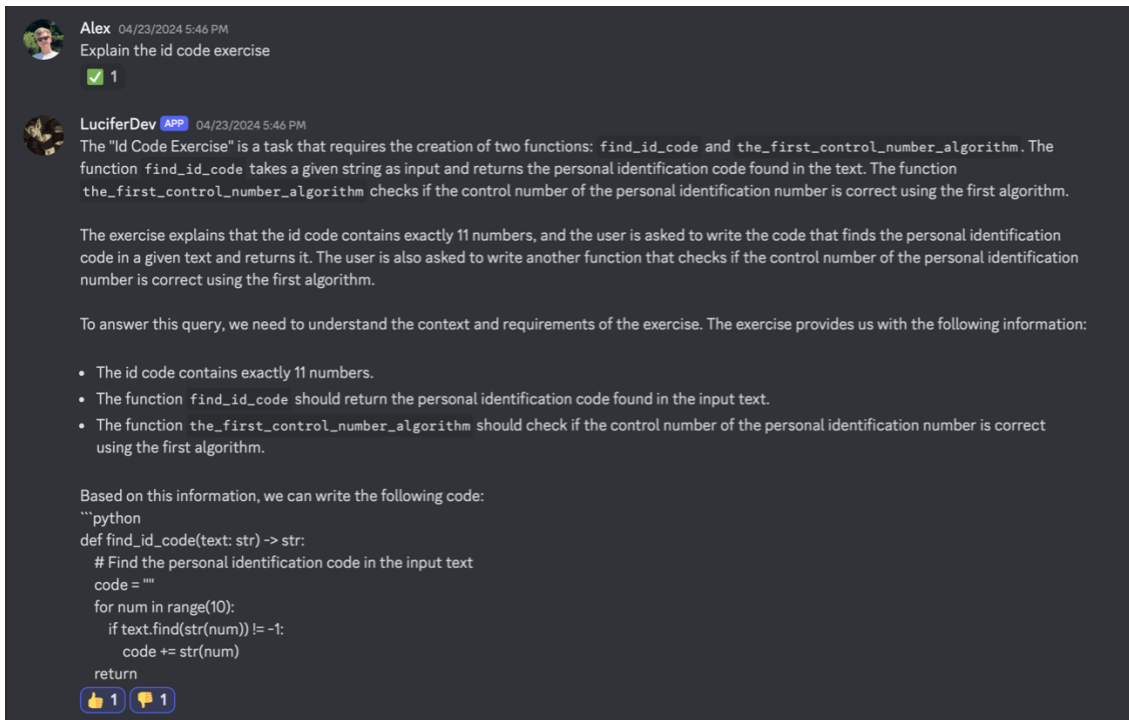 Alex 04/23/2024 5:46 PM
Explain the id code exercise
✅ 1
LuciferDev APP 04/23/2024 5:46 PM
The "Id Code Exercise" is a task that requires the creation of two functions: find_id_code and the_first_control_number_algorithm. The
function find_id_code takes a given string as input and returns the personal identification code found in the text. The function
the_first_control_number_algorithm checks if the control number of the personal identification number is correct using the first algorithm.
The exercise explains that the id code contains exactly 11 numbers, and the user is asked to write the code that finds the personal identification
code in a given text and returns it. The user is also asked to write another function that checks if the control number of the personal identification
number is correct using the first algorithm.
To answer this query, we need to understand the context and requirements of the exercise. The exercise provides us with the following information:
• The id code contains exactly 11 numbers.
• The function find_id_code should return the personal identification code found in the input text.
• The function the_first_control_number_algorithm should check if the control number of the personal identification number is correct
using the first algorithm.
Based on this information, we can write the following code:
```python
def find_id_code(text: str) -> str:
# Find the personal identification code in the input text
code = ""
for num in range(10):
if text.find(str(num)) != -1:
code += str(num)
return
👍 1 👎 1